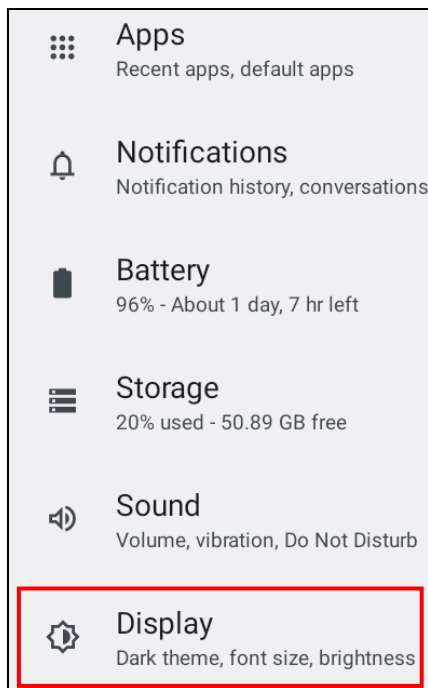 Apps
Recent apps, default apps
Notifications
Notification history, conversations
Battery
96% - About 1 day, 7 hr left
Storage
20% used - 50.89 GB free
Sound
Volume, vibration, Do Not Disturb
Display
Dark theme, font size, brightness